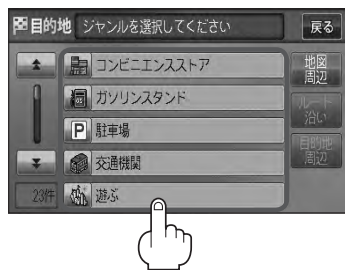 目的地 ジャンルを選択してください 戻る
コンビニエンスストア
ガソリンスタンド
P 駐車場
交通機関
23件 遊ぶ
地図
周辺
ルート
沿い
目的地
周辺